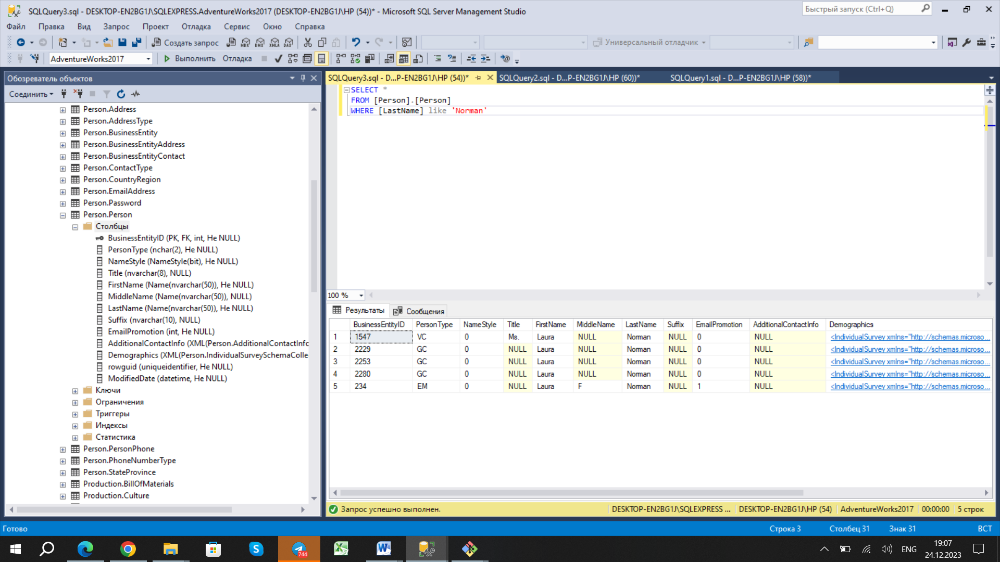 SQLQuery3.sql - DESKTOP-EN2BG1J\SQLEXPRESS.AdventureWorks2017 (DESKTOP-EN2BG1J\HP (54))* - Microsoft SQL Server Management Studio
Быстрый запуск (Ctrl+Q)
Файл Правка Вид Запрос Проект Отладка Сервис Окно Справка
Создать запрос MDX DMX XMLA DAX Универсальный отладчик
AdventureWorks2017 Выполнить Отладка
Обозреватель объектов
Соединить
Person.Address
Person.AddressType
Person.BusinessEntity
Person.BusinessEntityAddress
Person.BusinessEntityContact
Person.ContactType
Person.CountryRegion
Person.EmailAddress
Person.Password
Person.Person
Столбцы
BusinessEntityID (PK, FK, int, Не NULL)
PersonType (nchar(2), Не NULL)
NameStyle (NameStyle(bit), Не NULL)
Title (nvarchar(8), NULL)
FirstName (Name(nvarchar(50)), Не NULL)
MiddleName (Name(nvarchar(50)), NULL)
LastName (Name(nvarchar(50)), Не NULL)
Suffix (nvarchar(10), NULL)
EmailPromotion (int, Не NULL)
AdditionalContactInfo (XML(Person.AdditionalContactInfo
Demographics (XML(Person.IndividualSurveySchemaColle
rowguid (uniqueidentifier, Не NULL)
ModifiedDate (datetime, Не NULL)
Ключи
Ограничения
Триггеры
Индексы
Статистика
Person.PersonPhone
Person.PhoneNumberType
Person.StateProvince
Production.BillOfMaterials
Production.Culture
SQLQuery3.sql - D...P-EN2BG1J\HP (54))* SQLQuery2.sql - D...P-EN2BG1J\HP (60))* SQLQuery1.sql - D...P-EN2BG1J\HP (58))*
SELECT *
FROM [Person].[Person]
WHERE [LastName] like 'Norman'
100 %
Результаты Сообщения
BusinessEntityID PersonType NameStyle Title FirstName MiddleName LastName Suffix EmailPromotion AdditionalContactInfo Demographics
1 1547 VC 0 Ms. Laura NULL Norman NULL 0 NULL <IndividualSurvey xmlns="http://schemas.microso...
2 2229 GC 0 NULL Laura NULL Norman NULL 0 NULL <IndividualSurvey xmlns="http://schemas.microso...
3 2253 GC 0 NULL Laura NULL Norman NULL 0 NULL <IndividualSurvey xmlns="http://schemas.microso...
4 2280 GC 0 NULL Laura NULL Norman NULL 0 NULL <IndividualSurvey xmlns="http://schemas.microso...
5 234 EM 0 NULL Laura F Norman NULL 1 NULL <IndividualSurvey xmlns="http://schemas.microso...
Запрос успешно выполнен. DESKTOP-EN2BG1J\SQLEXPRESS ... DESKTOP-EN2BG1J\HP (54) AdventureWorks2017 00:00:00 5 строк
Готово Строка 3 Столбец 31 Знак 31 ВСТ
744
ENG
19:07
24.12.2023